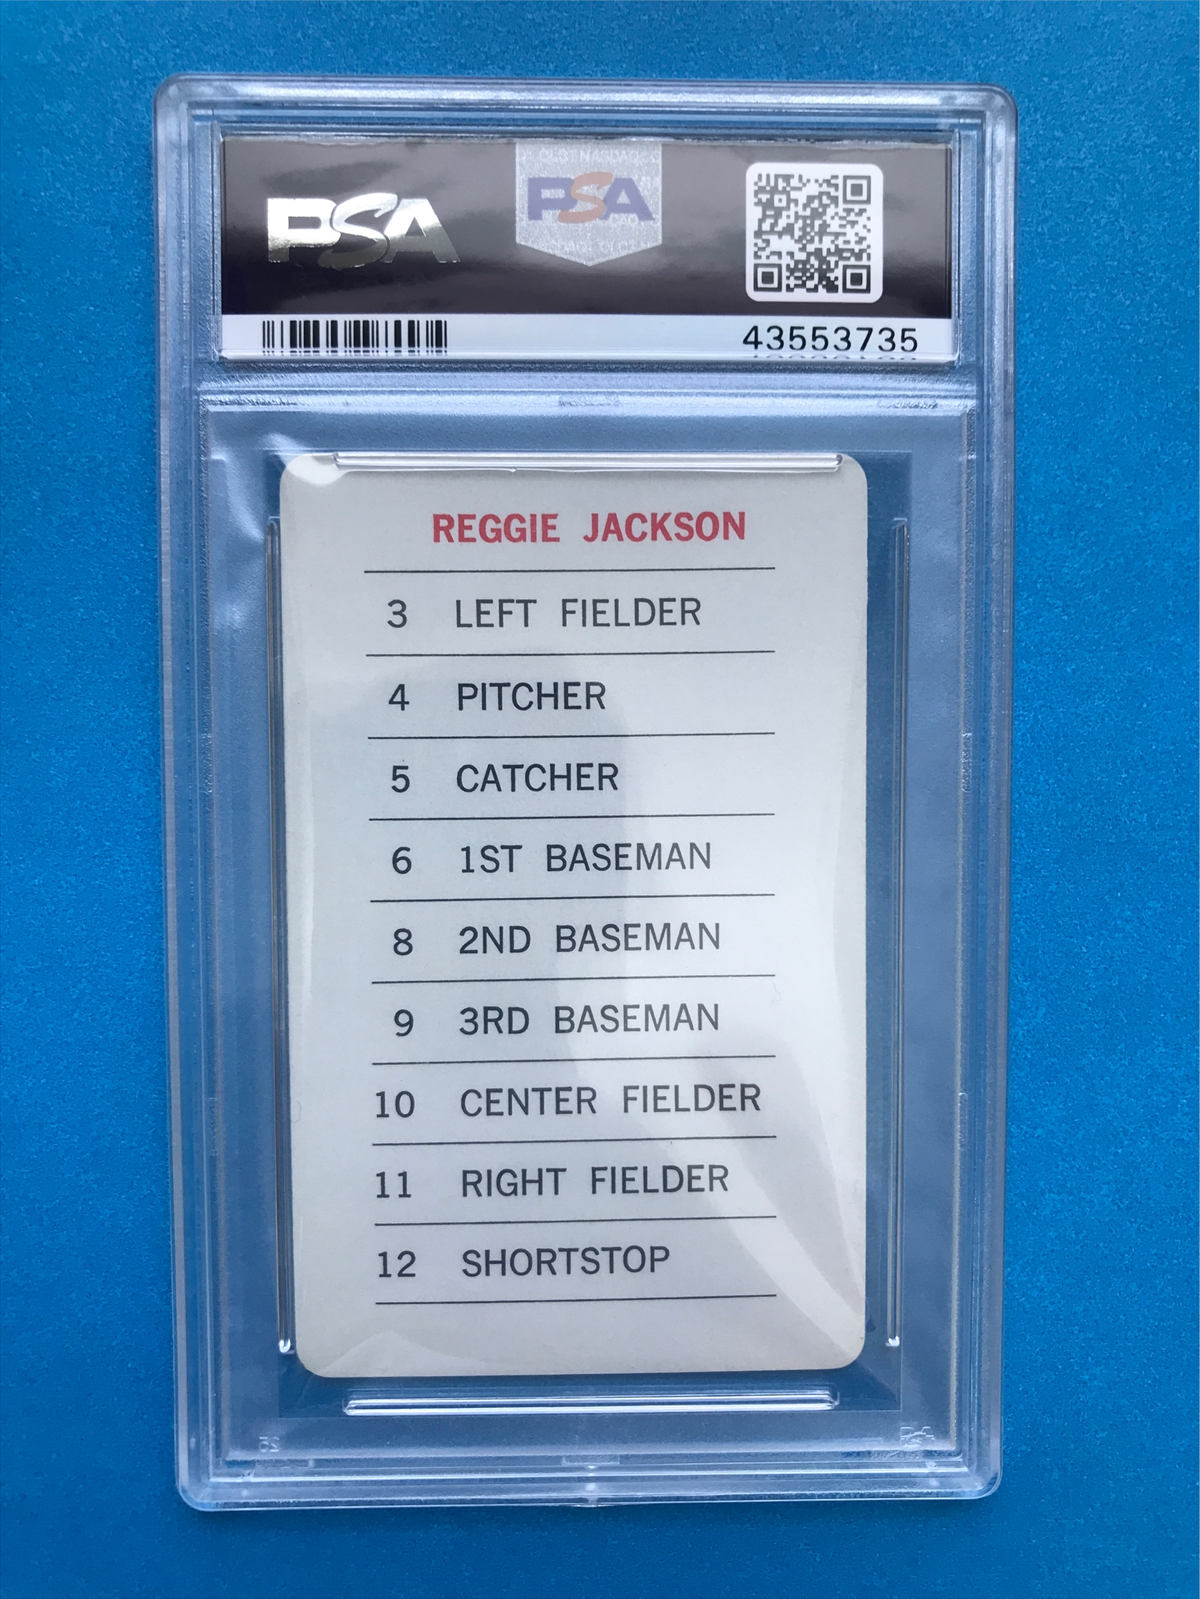 PSA
PSA
43553735
REGGIE JACKSON
3 LEFT FIELDER
4 PITCHER
5 CATCHER
6 1ST BASEMAN
8 2ND BASEMAN
9 3RD BASEMAN
10 CENTER FIELDER
11 RIGHT FIELDER
12 SHORTSTOP